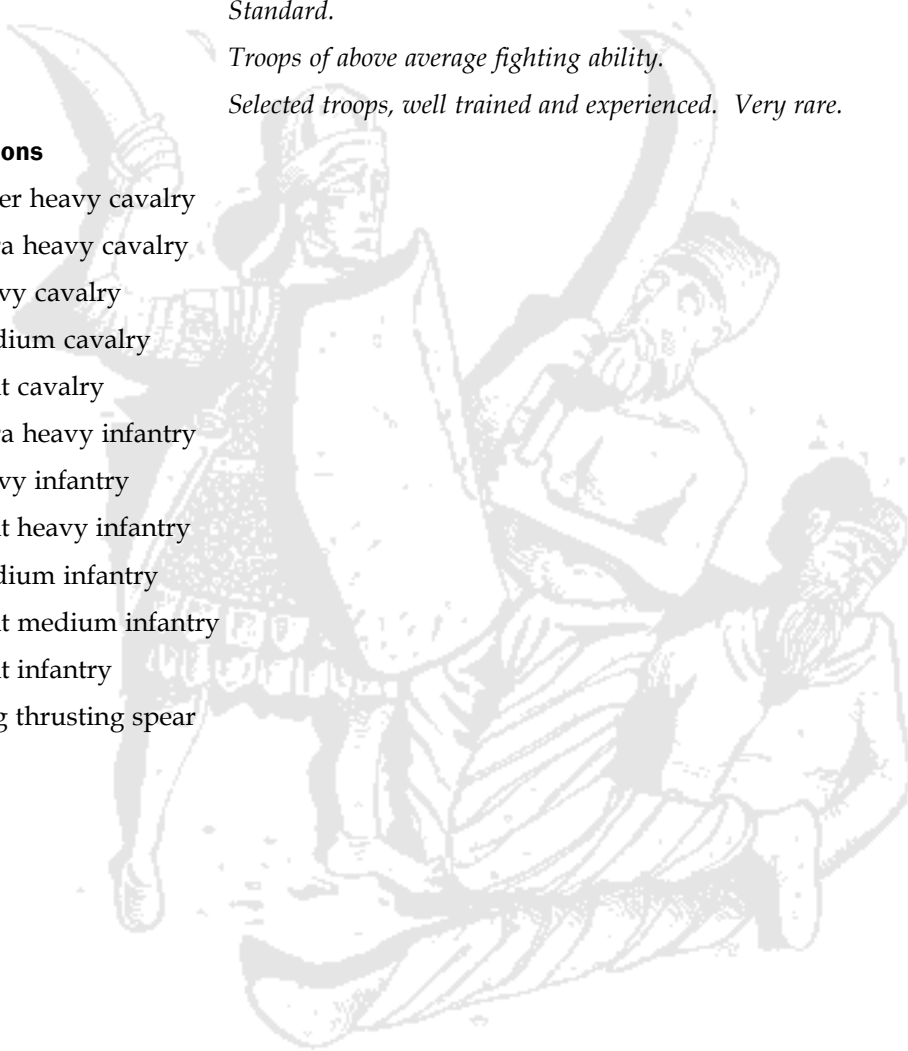 Standard.
Troops of above average fighting ability.
Selected troops, well trained and experienced. Very rare.
ons
er heavy cavalry
a heavy cavalry
vy cavalry
dium cavalry
t cavalry
a heavy infantry
vy infantry
t heavy infantry
dium infantry
t medium infantry
t infantry
g thrusting spear